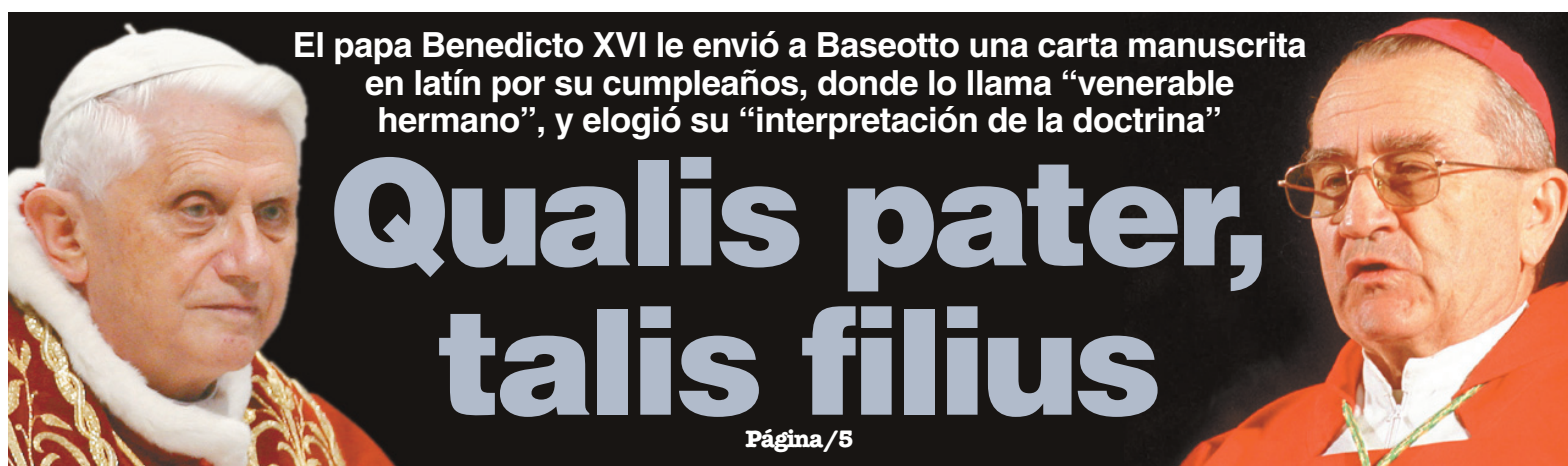 El papa Benedicto XVI le envió a Baseotto una carta manuscrita
en latín por su cumpleaños, donde lo llama “venerable
hermano”, y elogió su “interpretación de la doctrina”
Qualis pater,
talis filius
Página/5